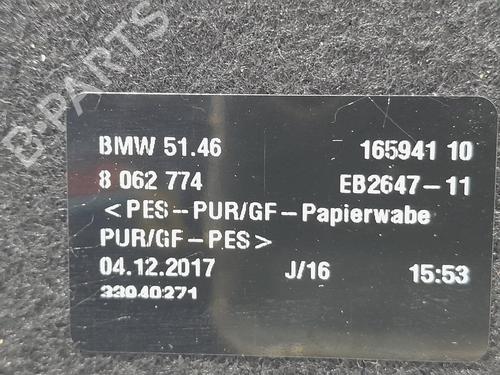 B-PARTS
BMW 51.46 165941 10
8 062 774 EB2647-11
<PES--PUR/GF-Papierwabe
PUR/GF-PES>
04.12.2017 J/16 15:53
33940271